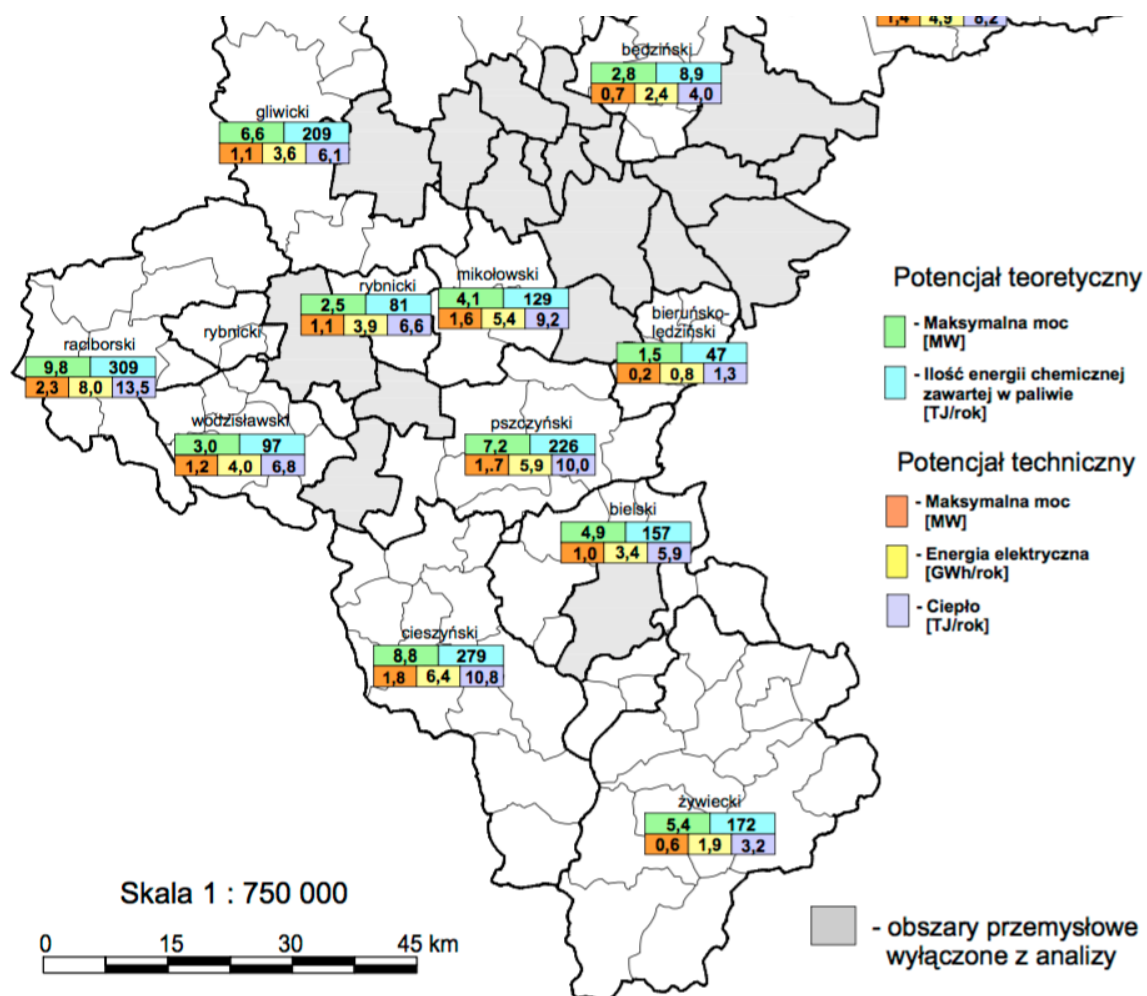 1,4 4,9 8,2
będziński
2,8 8,9
0,7 2,4 4,0
gliwicki
6,6 209
1,1 3,6 6,1
mikołowski
4,1 129
1,6 5,4 9,2
rybnicki
2,5 81
1,1 3,9 6,6
bieruńsko-
lędziński
1,5 47
0,2 0,8 1,3
rybnicki
raciborski
9,8 309
2,3 8,0 13,5
wodzisławski
3,0 97
1,2 4,0 6,8
pszczyński
7,2 226
1,.7 5,9 10,0
bielski
4,9 157
1,0 3,4 5,9
cieszyński
8,8 279
1,8 6,4 10,8
żywiecki
5,4 172
0,6 1,9 3,2
Potencjał teoretyczny
- Maksymalna moc
[MW]
- Ilość energii chemicznej
zawartej w paliwie
[TJ/rok]
Potencjał techniczny
- Maksymalna moc
[MW]
- Energia elektryczna
[GWh/rok]
- Ciepło
[TJ/rok]
Skala 1 : 750 000
0 15 30 45 km
- obszary przemysłowe
wyłączone z analizy